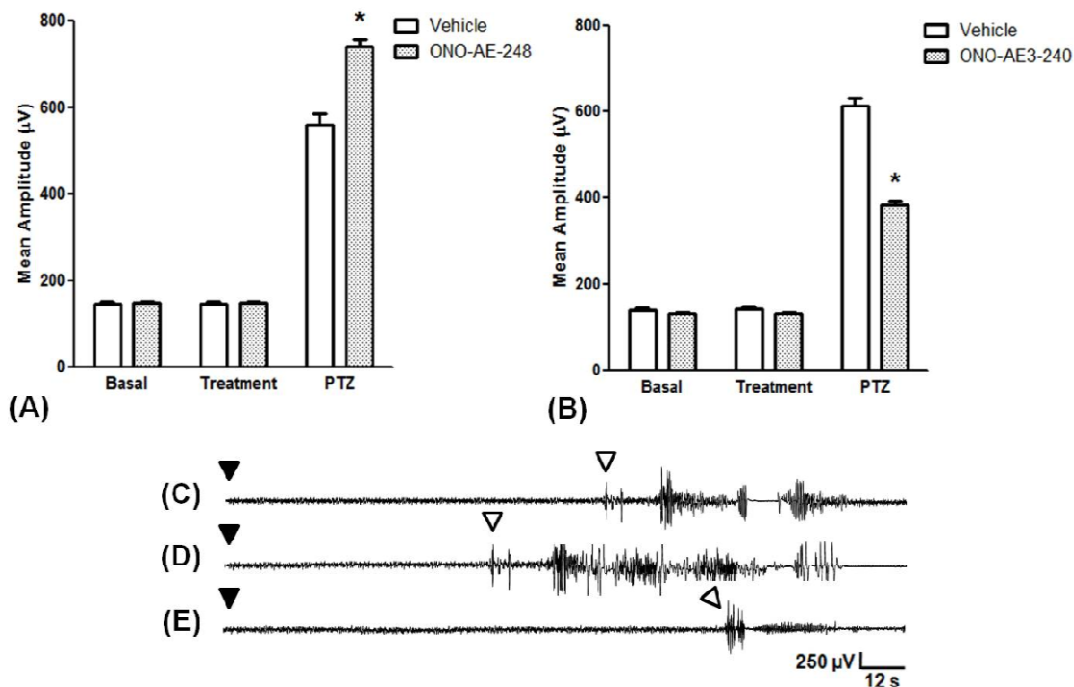 800
600
400
200
0
Mean Amplitude (µV)
*
Vehicle
ONO-AE-248
Basal
Treatment
PTZ
(A)
800
600
400
200
0
Mean Amplitude (µV)
*
Vehicle
ONO-AE3-240
Basal
Treatment
PTZ
(B)
(C)
(D)
(E)
250 µV
12 s